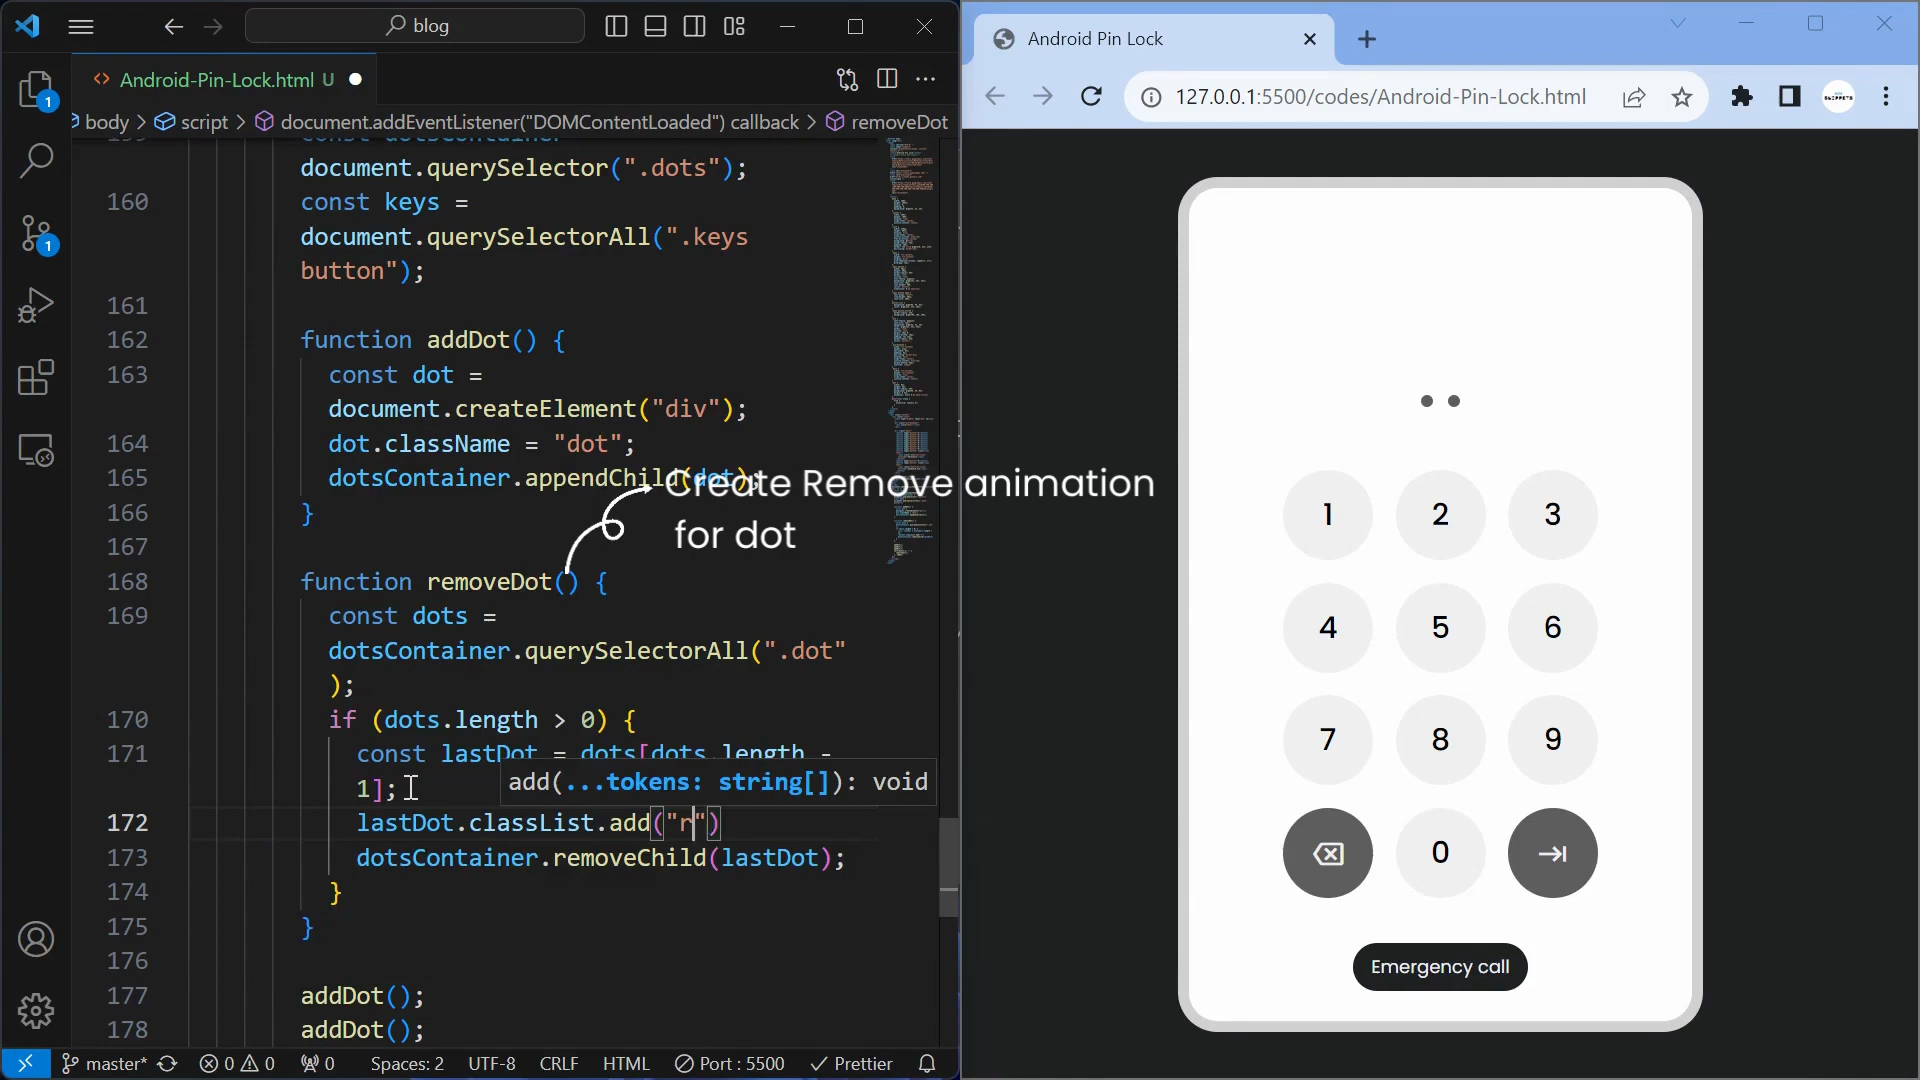 blog
Android-Pin-Lock.html U
body > script > document.addEventListener("DOMContentLoaded") callback > removeDot
document.querySelector(".dots");
160 const keys =
document.querySelectorAll(".keys
button");
161
162 function addDot() {
163 const dot =
document.createElement("div");
164 dot.className = "dot";
165 dotsContainer.appendChild(dot);
166 }
167
168 function removeDot() {
169 const dots =
dotsContainer.querySelectorAll(".dot"
);
170 if (dots.length > 0) {
171 const lastDot = dots[dots.length -
1];
add(...tokens: string[]): void
172 lastDot.classList.add("r")
173 dotsContainer.removeChild(lastDot);
174 }
175 }
176
177 addDot();
178 addDot();
Create Remove animation
for dot
master* 0 0 0 Spaces: 2 UTF-8 CRLF HTML Port : 5500 Prettier
1
1
Android Pin Lock
127.0.0.1:5500/codes/Android-Pin-Lock.html
1 2 3
4 5 6
7 8 9
0
Emergency call